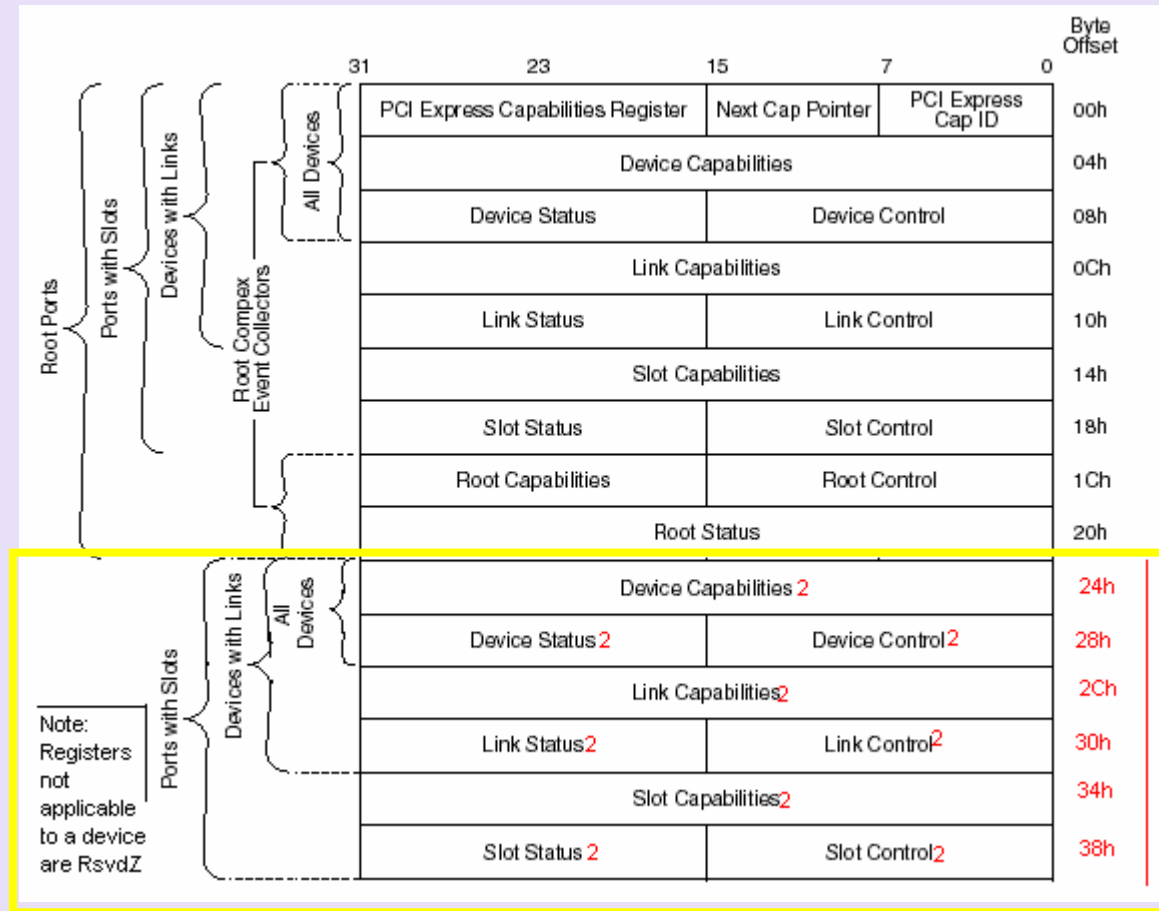 Byte
Offset
31 23 15 7 0
PCI Express Capabilities Register Next Cap Pointer PCI Express
Cap ID 00h
Device Capabilities 04h
Device Status Device Control 08h
Link Capabilities 0Ch
Link Status Link Control 10h
Slot Capabilities 14h
Slot Status Slot Control 18h
Root Capabilities Root Control 1Ch
Root Status 20h
Root Ports
Ports with Slots
Devices with Links
Root Compex
Event Collectors
All Devices
Device Capabilities 2 24h
Device Status 2 Device Control 2 28h
Link Capabilities 2 2Ch
Link Status 2 Link Control 2 30h
Slot Capabilities 2 34h
Slot Status 2 Slot Control 2 38h
Ports with Slots
Devices with Links
All
Devices
Note:
Registers
not
applicable
to a device
are RsvdZ